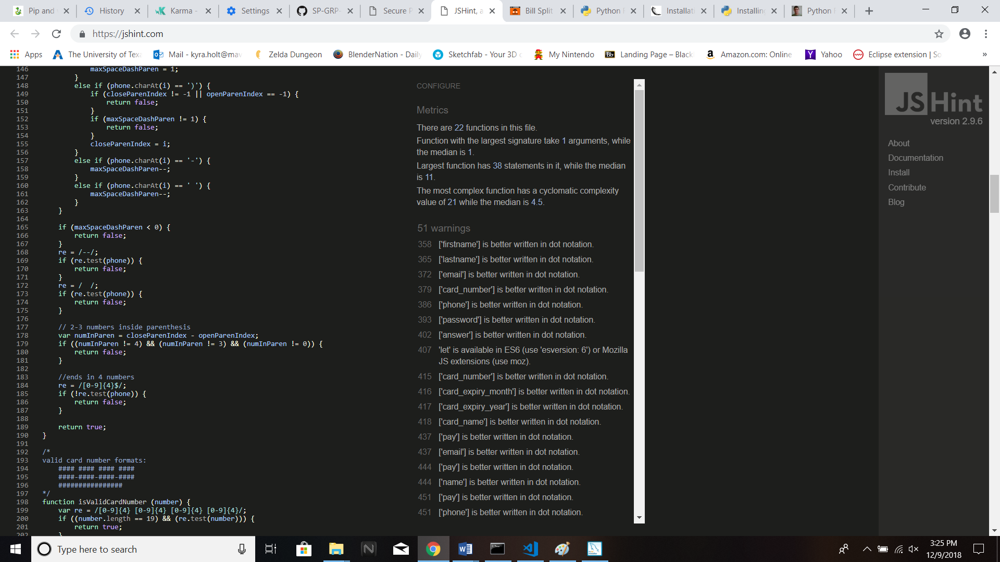 Pip and v
History
Karma -
Settings
SP-GRP-
Secure P
JSHint, a
Bill Split
Python F
Installati
Installing
Python F
https://jshint.com
Apps
The University of Texa
Mail - kyra.holt@mav
Zelda Dungeon
BlenderNation - Daily
Sketchfab - Your 3D c
My Nintendo
Bb
Landing Page – Black
Amazon.com: Online
Yahoo
Eclipse extension | So
»
146 maxSpaceDashParen = 1;
147 }
148 else if (phone.charAt(i) == ')') {
149 if (closeParenIndex != -1 || openParenIndex == -1) {
150 return false;
151 }
152 if (maxSpaceDashParen != 1) {
153 return false;
154 }
155 closeParenIndex = i;
156 }
157 else if (phone.charAt(i) == '-') {
158 maxSpaceDashParen--;
159 }
160 else if (phone.charAt(i) == ' ') {
161 maxSpaceDashParen--;
162 }
163 }
164
165 if (maxSpaceDashParen < 0) {
166 return false;
167 }
168 re = /--/;
169 if (re.test(phone)) {
170 return false;
171 }
172 re = /  /;
173 if (re.test(phone)) {
174 return false;
175 }
176
177 // 2-3 numbers inside parenthesis
178 var numInParen = closeParenIndex - openParenIndex;
179 if ((numInParen != 4) && (numInParen != 3) && (numInParen != 0)) {
180 return false;
181 }
182
183 //ends in 4 numbers
184 re = /[0-9]{4}$/;
185 if (!re.test(phone)) {
186 return false;
187 }
188
189 return true;
190 }
191
192 /*
193 valid card number formats:
194 #### #### #### ####
195 ####-####-####-####
196 ################
197 */
198 function isValidCardNumber (number) {
199 var re = /[0-9]{4} [0-9]{4} [0-9]{4} [0-9]{4}/;
200 if ((number.length == 19) && (re.test(number))) {
201 return true;
202 }
CONFIGURE
Metrics
There are 22 functions in this file.
Function with the largest signature take 1 arguments, while
the median is 1.
Largest function has 38 statements in it, while the median
is 11.
The most complex function has a cyclomatic complexity
value of 21 while the median is 4.5.
51 warnings
358 ['firstname'] is better written in dot notation.
365 ['lastname'] is better written in dot notation.
372 ['email'] is better written in dot notation.
379 ['card_number'] is better written in dot notation.
386 ['phone'] is better written in dot notation.
393 ['password'] is better written in dot notation.
402 ['answer'] is better written in dot notation.
407 'let' is available in ES6 (use 'esversion: 6') or Mozilla
JS extensions (use moz).
415 ['card_number'] is better written in dot notation.
416 ['card_expiry_month'] is better written in dot notation.
417 ['card_expiry_year'] is better written in dot notation.
418 ['card_name'] is better written in dot notation.
437 ['pay'] is better written in dot notation.
437 ['email'] is better written in dot notation.
444 ['pay'] is better written in dot notation.
444 ['name'] is better written in dot notation.
451 ['pay'] is better written in dot notation.
451 ['phone'] is better written in dot notation.
JSHint
version 2.9.6
About
Documentation
Install
Contribute
Blog
Type here to search
3:25 PM
12/9/2018